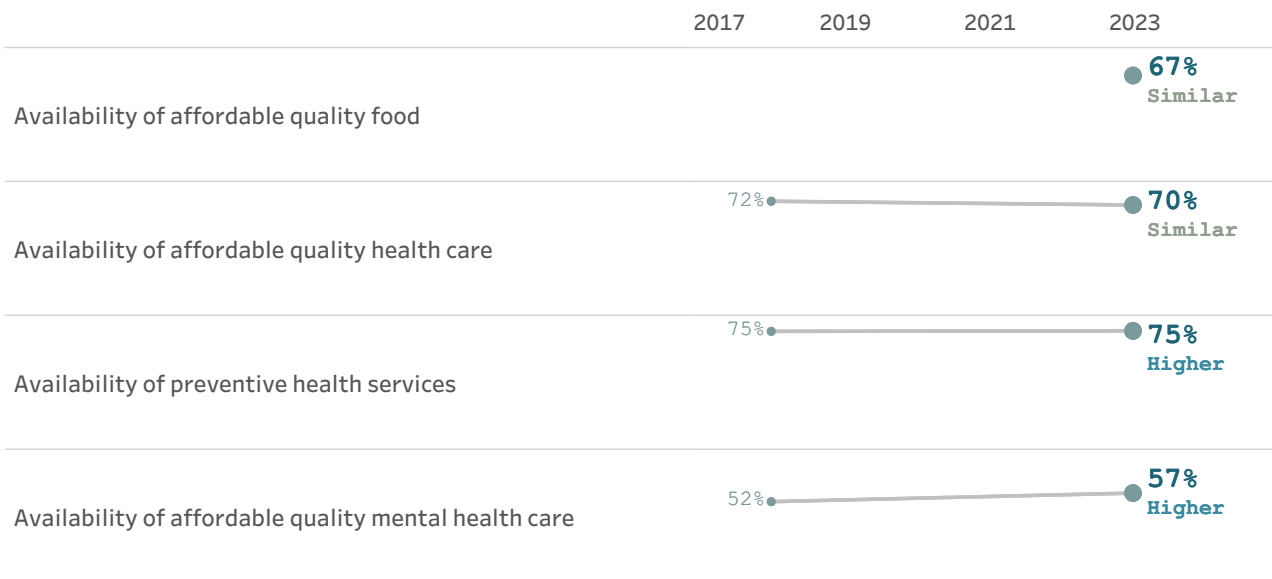 2017 2019 2021 2023
67%
Similar
Availability of affordable quality food
72% 70%
Similar
Availability of affordable quality health care
75% 75%
Higher
Availability of preventive health services
57%
52%
Higher
Availability of affordable quality mental health care